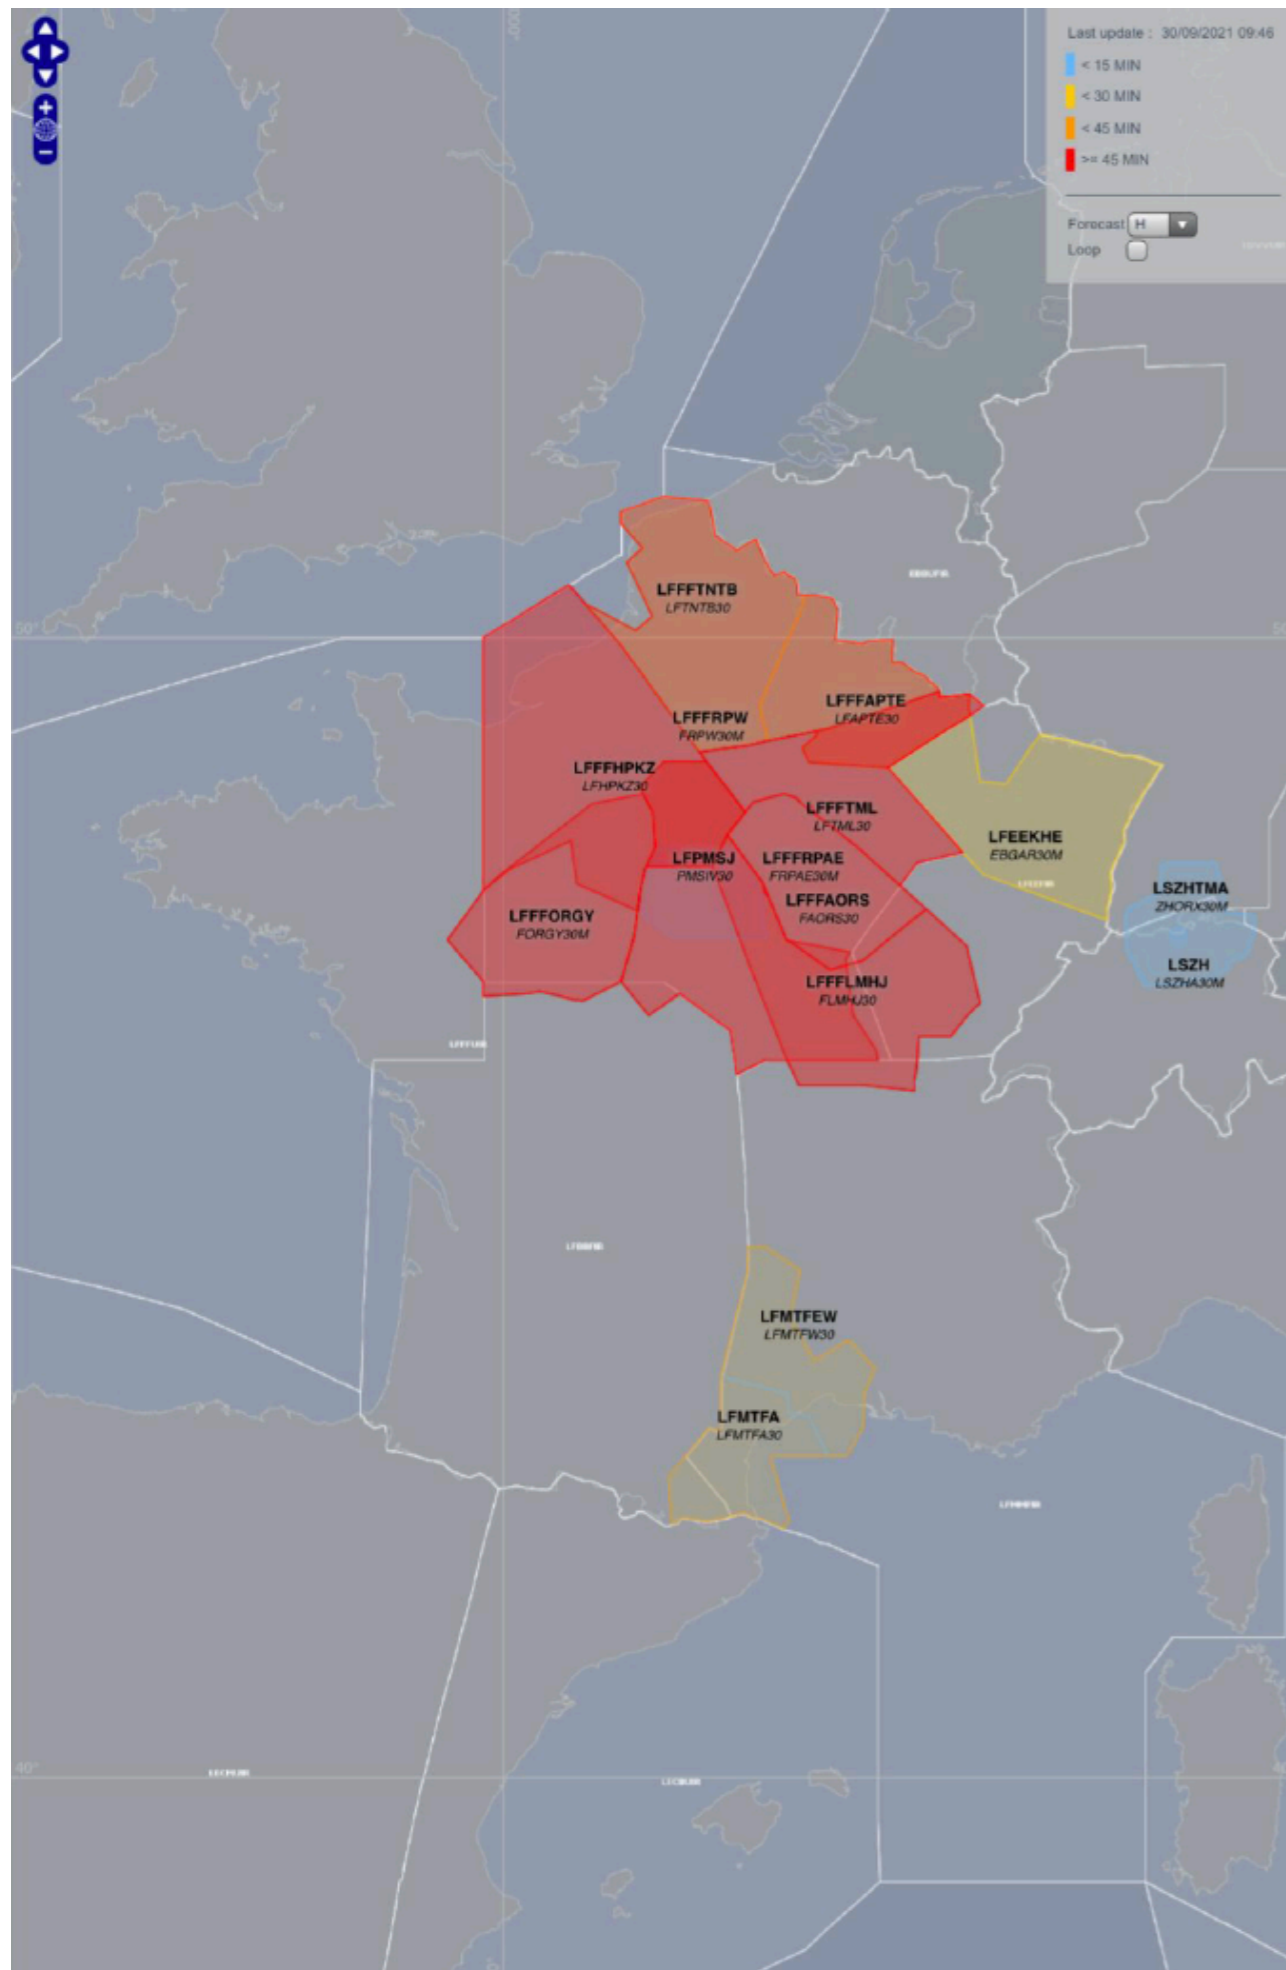 Last update : 30/09/2021 09:46
< 15 MIN
< 30 MIN
< 45 MIN
>= 45 MIN
Forecast H
Loop
LFFFTNTB
LFTNTB30
50°
LFFFAPTE
LFAPTE30
LFFFRPW
FRPW30M
LFFFHPKZ
LFHPKZ30
LFFFTML
LFTML30
LFEEKHE
EBGAR30M
LFPMSJ
PMSIV30
LFFFRPAE
FRPAE30M
LSZHTMA
ZHORX30M
LFFFAORS
FAORS30
LFFFORGY
FORGY30M
LSZH
LSZHA30M
LFFFLMHJ
FLMHJ30
LFMTFEW
LFMTFW30
LFMTFA
LFMTFA30
40°